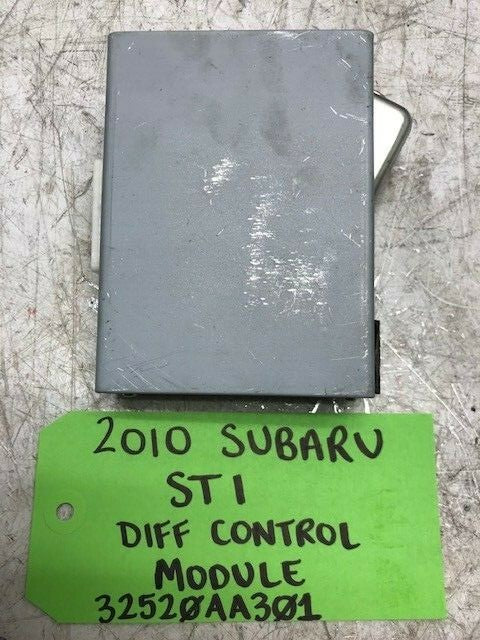 2010 SUBARU
STI
DIFF CONTROL
MODULE
32520AA301